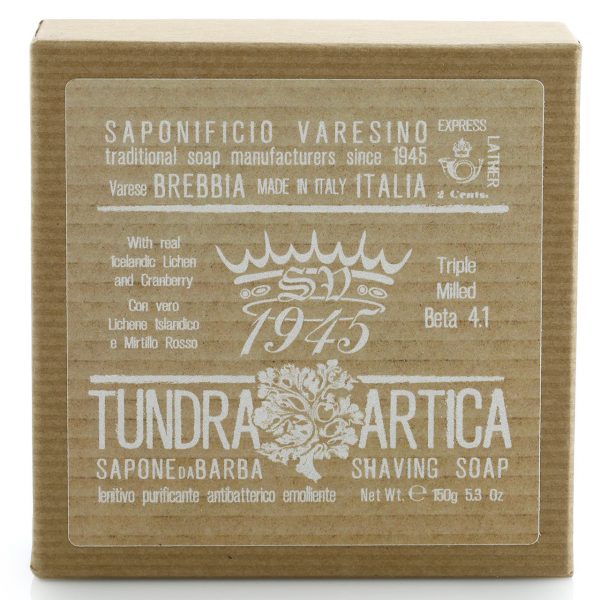 SAPONIFICIO VARESINO
traditional soap manufacturers since 1945
Varese BREBBIA MADE IN ITALY ITALIA
EXPRESS
LATHER
2 Cents.
With real
Icelandic Lichen
and Cranberry
Con vero
Lichene Islandico
e Mirtillo Rosso
SV
1945
Triple
Milled
Beta 4.1
TUNDRA ARTICA
SAPONE DA BARBA SHAVING SOAP
lenitivo purificante antibatterico emolliente Net Wt. ℮ 150g 5.3 Oz